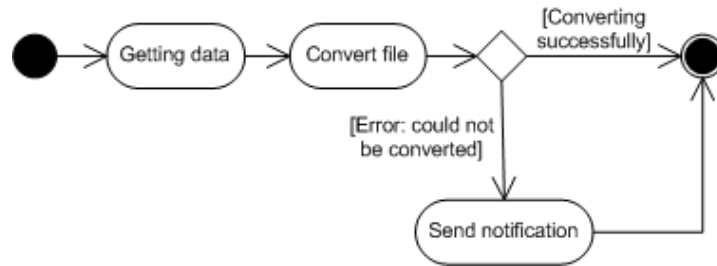 [Converting
successfully]
Getting data
Convert file
[Error: could not
be converted]
Send notification